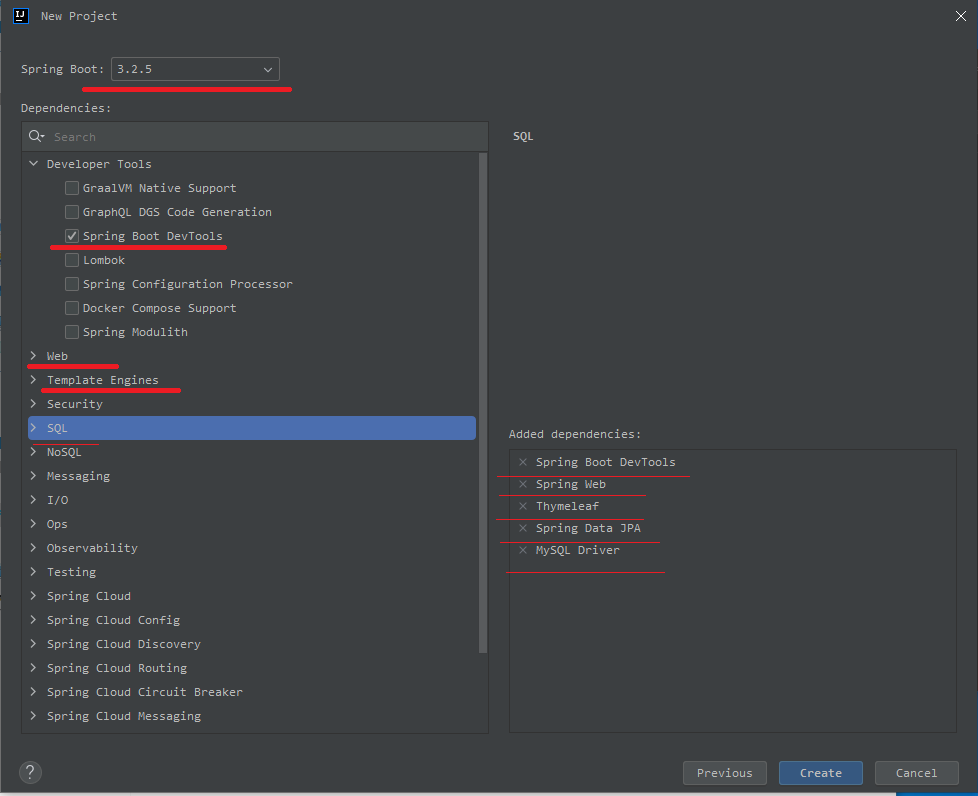 IJ
New Project
Spring Boot: 3.2.5
Dependencies:
Search
Developer Tools
GraalVM Native Support
GraphQL DGS Code Generation
Spring Boot DevTools
Lombok
Spring Configuration Processor
Docker Compose Support
Spring Modulith
Web
Template Engines
Security
SQL
NoSQL
Messaging
I/O
Ops
Observability
Testing
Spring Cloud
Spring Cloud Config
Spring Cloud Discovery
Spring Cloud Routing
Spring Cloud Circuit Breaker
Spring Cloud Messaging
SQL
Added dependencies:
Spring Boot DevTools
Spring Web
Thymeleaf
Spring Data JPA
MySQL Driver
?
Previous
Create
Cancel